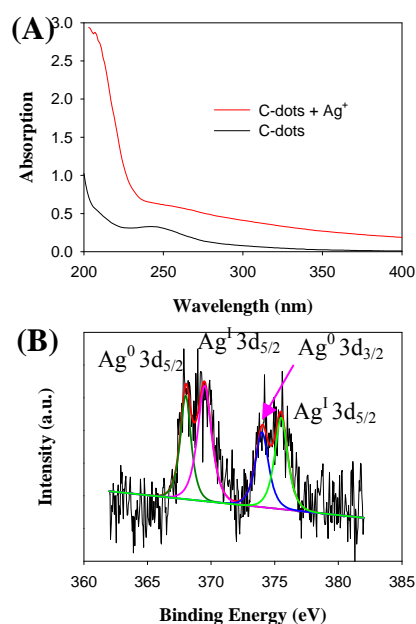 (A)
3.0
2.5
2.0
1.5
1.0
0.5
0.0
Absorption
C-dots + Ag⁺
C-dots
200 250 300 350 400
Wavelength (nm)
(B)
Ag⁰ 3d₅/₂
Ag^I 3d₅/₂
Ag⁰ 3d₃/₂
Ag^I 3d₅/₂
Intensity (a.u.)
360 365 370 375 380 385
Binding Energy (eV)